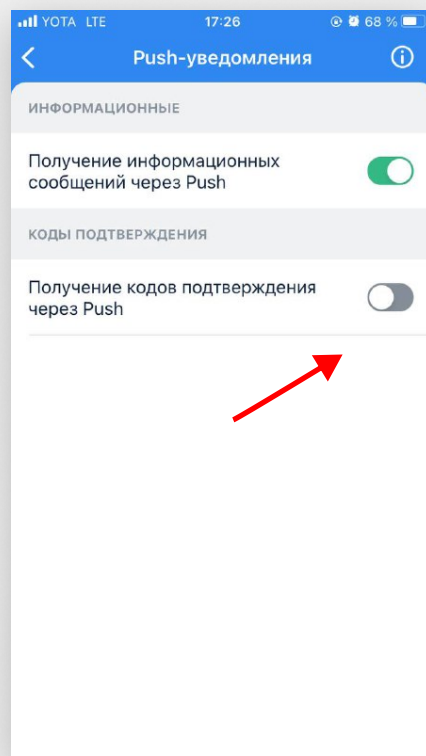 YOTA LTE 17:26 68 %
Push-уведомления
ИНФОРМАЦИОННЫЕ
Получение информационных
сообщений через Push
КОДЫ ПОДТВЕРЖДЕНИЯ
Получение кодов подтверждения
через Push